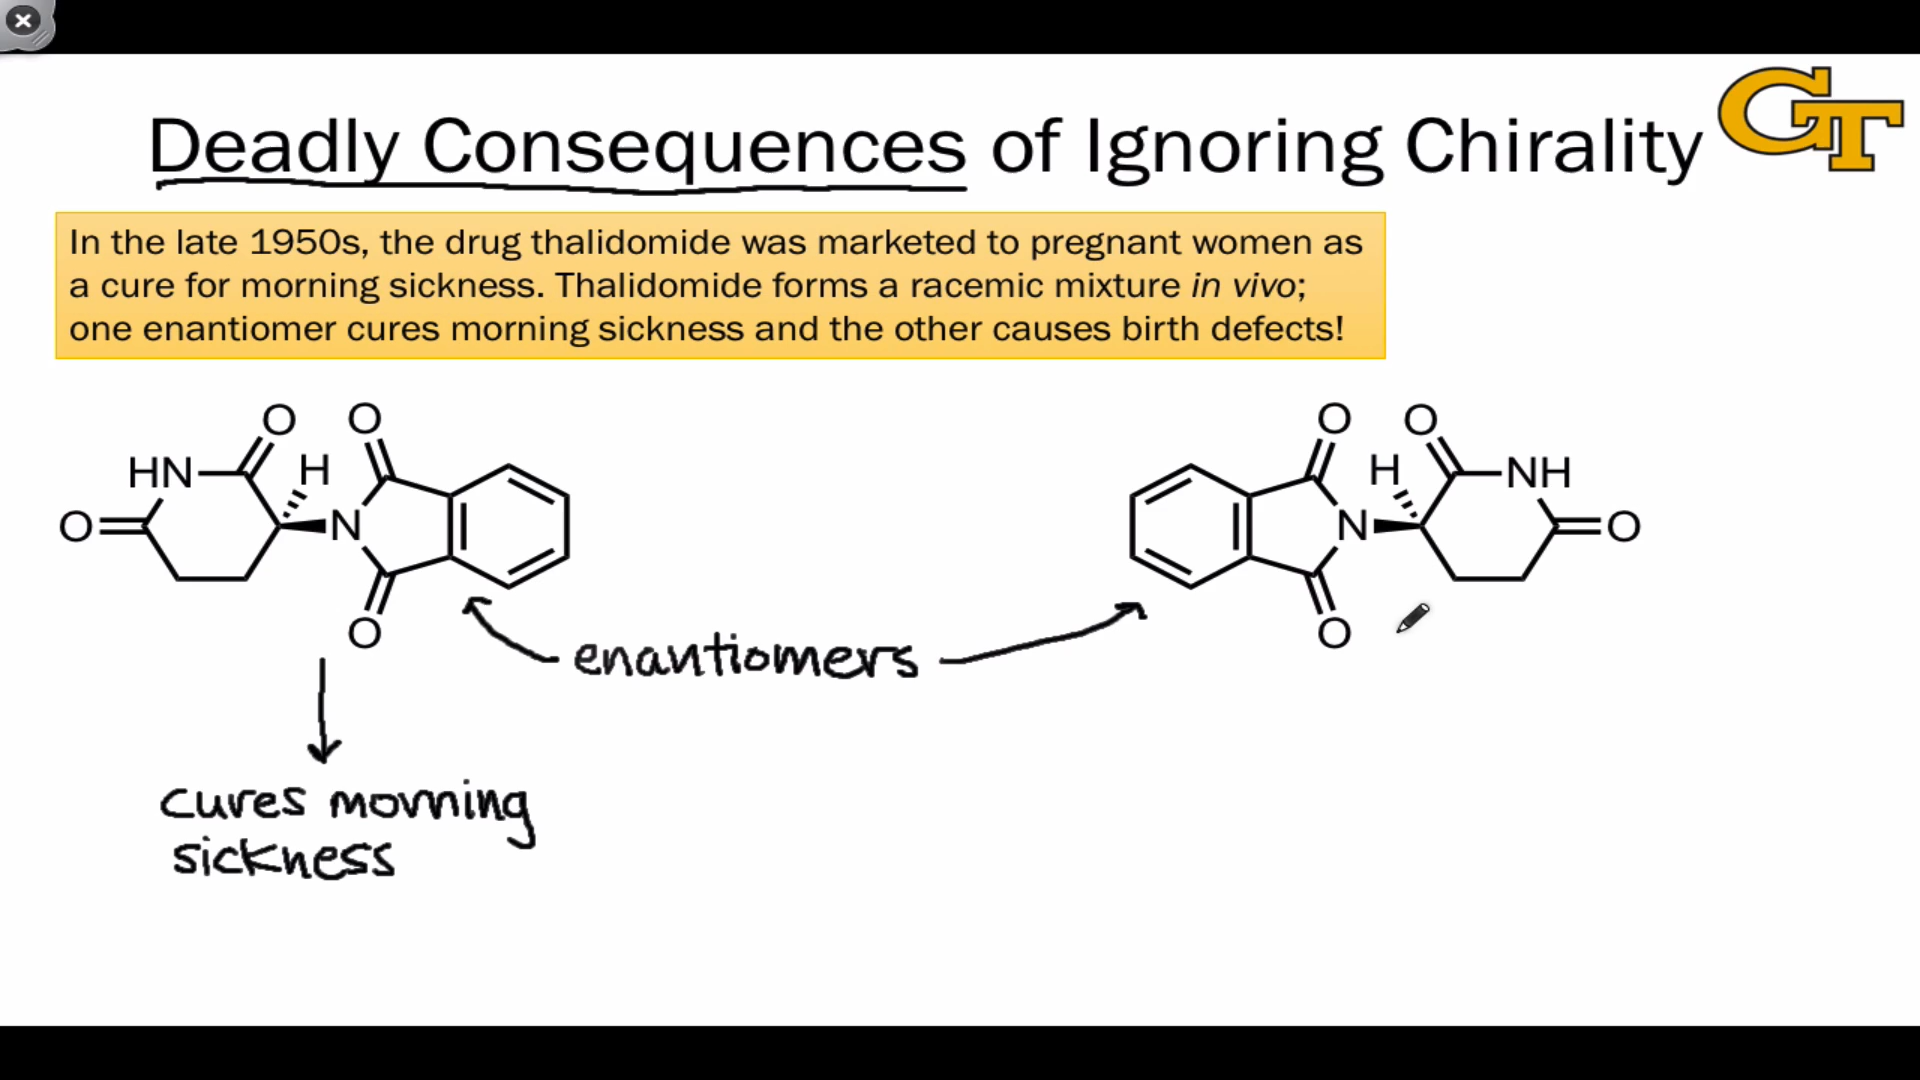 GT
Deadly Consequences of Ignoring Chirality
In the late 1950s, the drug thalidomide was marketed to pregnant women as
a cure for morning sickness. Thalidomide forms a racemic mixture in vivo;
one enantiomer cures morning sickness and the other causes birth defects!
O O
HN H
O N
O
O O
H NH
N O
O
enantiomers
cures morning
sickness